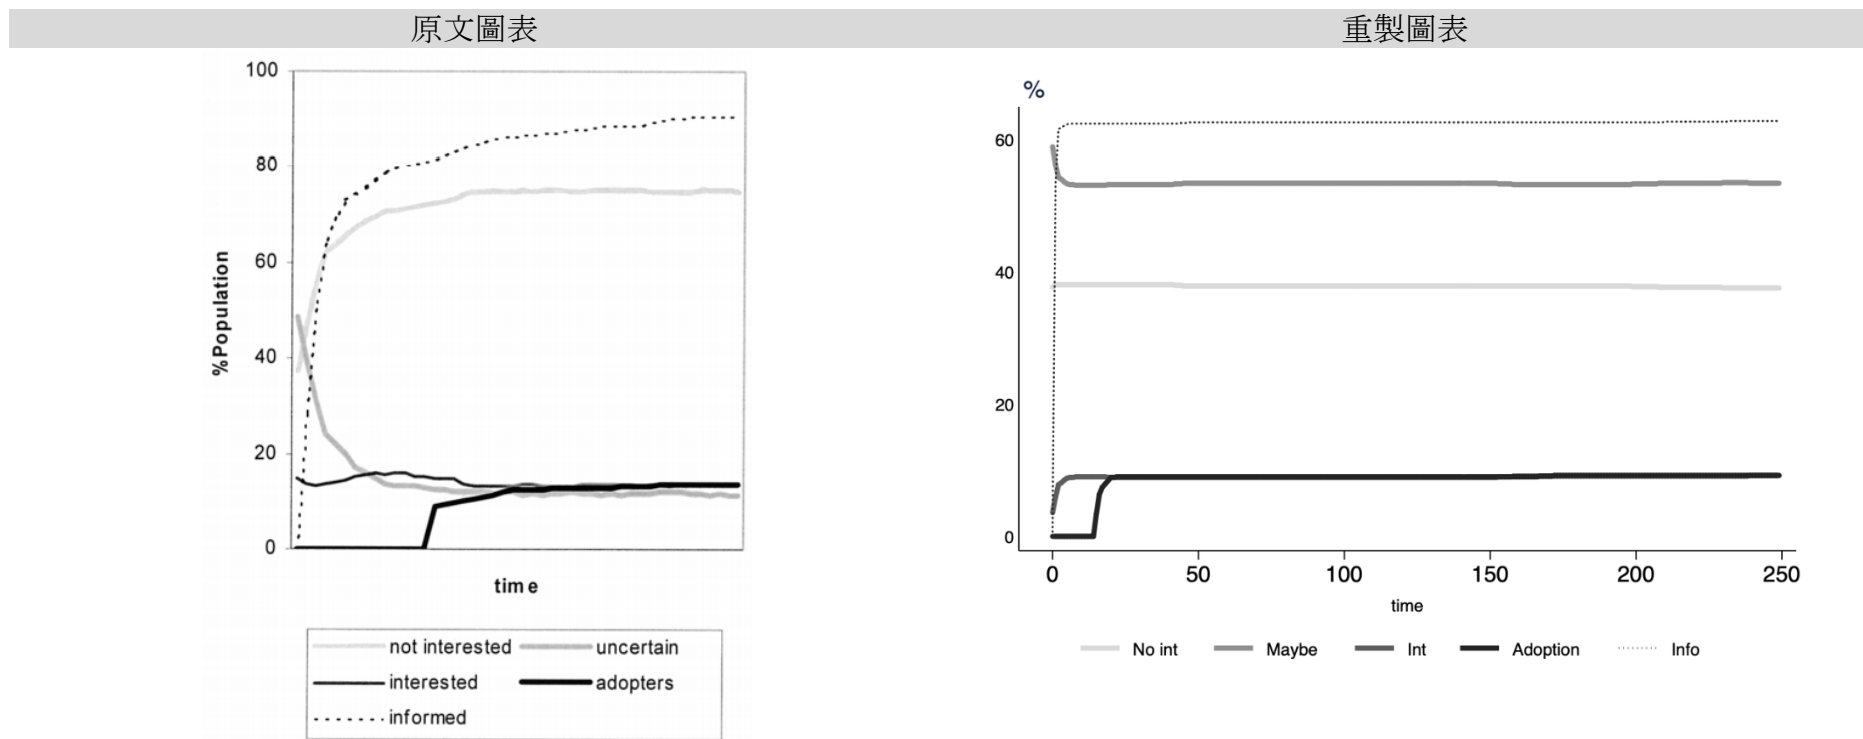 原文圖表
重製圖表
100
80
60
40
20
0
%Population
time
not interested
uncertain
interested
adopters
informed
%
60
40
20
0
0
50
100
150
200
250
time
No int
Maybe
Int
Adoption
Info